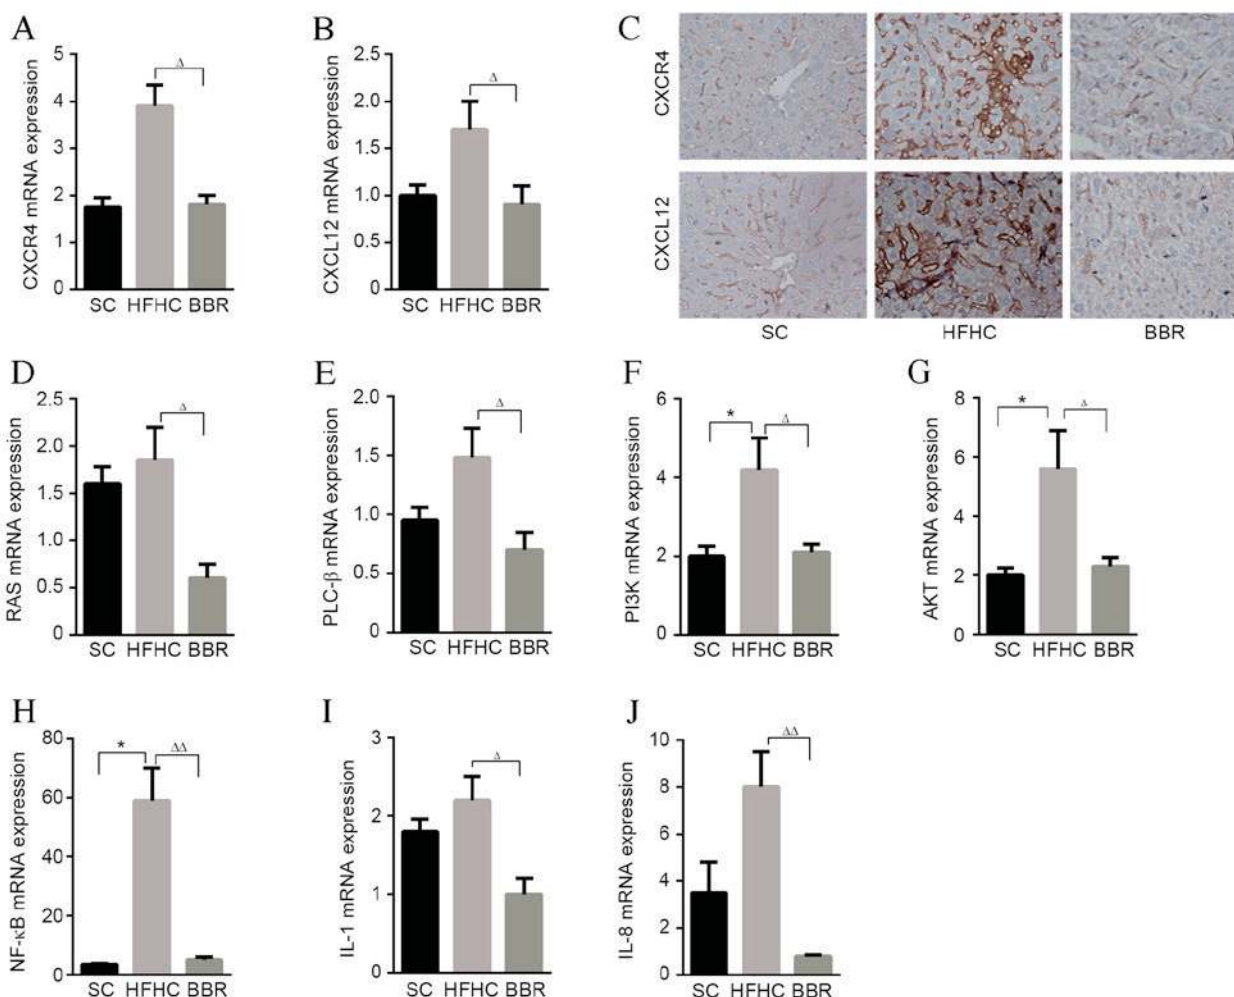 A
CXCR4 mRNA expression
5
4
3
2
1
0
Δ
SC HFHC BBR
B
CXCL12 mRNA expression
2.5
2.0
1.5
1.0
0.5
0
Δ
SC HFHC BBR
C
CXCR4
CXCL12
SC HFHC BBR
D
RAS mRNA expression
2.5
2.0
1.5
1.0
0.5
0
Δ
SC HFHC BBR
E
PLC-β mRNA expression
2.0
1.5
1.0
0.5
0
Δ
SC HFHC BBR
F
PI3K mRNA expression
6
4
2
0
* Δ
SC HFHC BBR
G
AKT mRNA expression
8
6
4
2
0
* Δ
SC HFHC BBR
H
NF-κB mRNA expression
80
60
40
20
0
* ΔΔ
SC HFHC BBR
I
IL-1 mRNA expression
3
2
1
0
Δ
SC HFHC BBR
J
IL-8 mRNA expression
10
8
6
4
2
0
ΔΔ
SC HFHC BBR